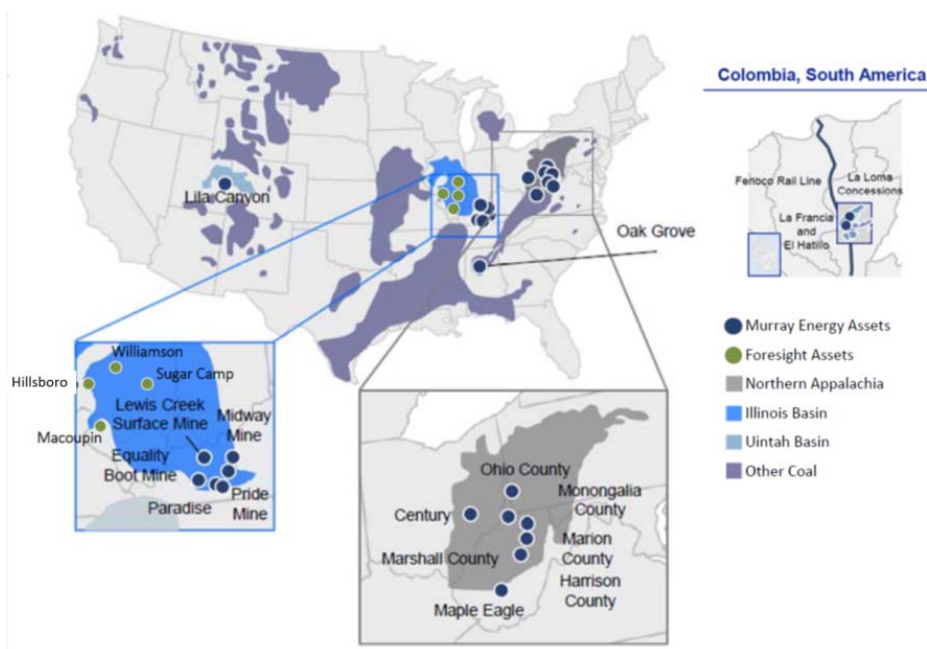 Colombia, South America
Fenoco Rail Line
La Loma
Concessions
La Francia
and
El Hatillo
Lila Canyon
Oak Grove
Murray Energy Assets
Foresight Assets
Northern Appalachia
Illinois Basin
Uintah Basin
Other Coal
Williamson
Hillsboro
Sugar Camp
Lewis Creek
Surface Mine
Midway
Mine
Macoupin
Equality
Boot Mine
Paradise
Pride
Mine
Ohio County
Monongalia
County
Century
Marion
County
Marshall County
Harrison
County
Maple Eagle